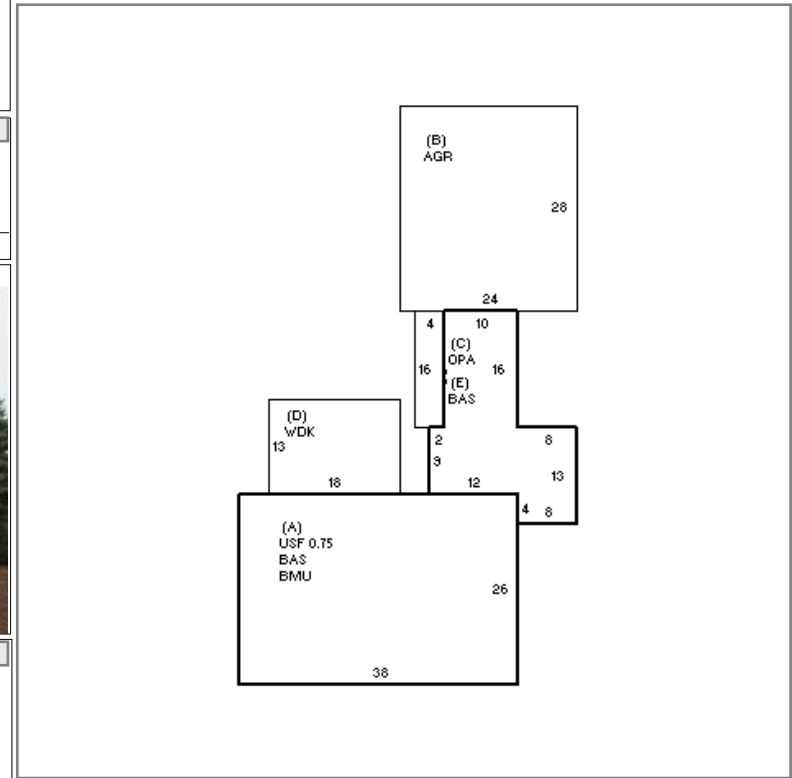 (B)
AGR
28
24
4
10
(C)
OPA
16
16
(E)
BAS
(D)
WDK
13
2
8
9
13
18
12
4
8
(A)
USF 0.75
BAS
BMU
26
38